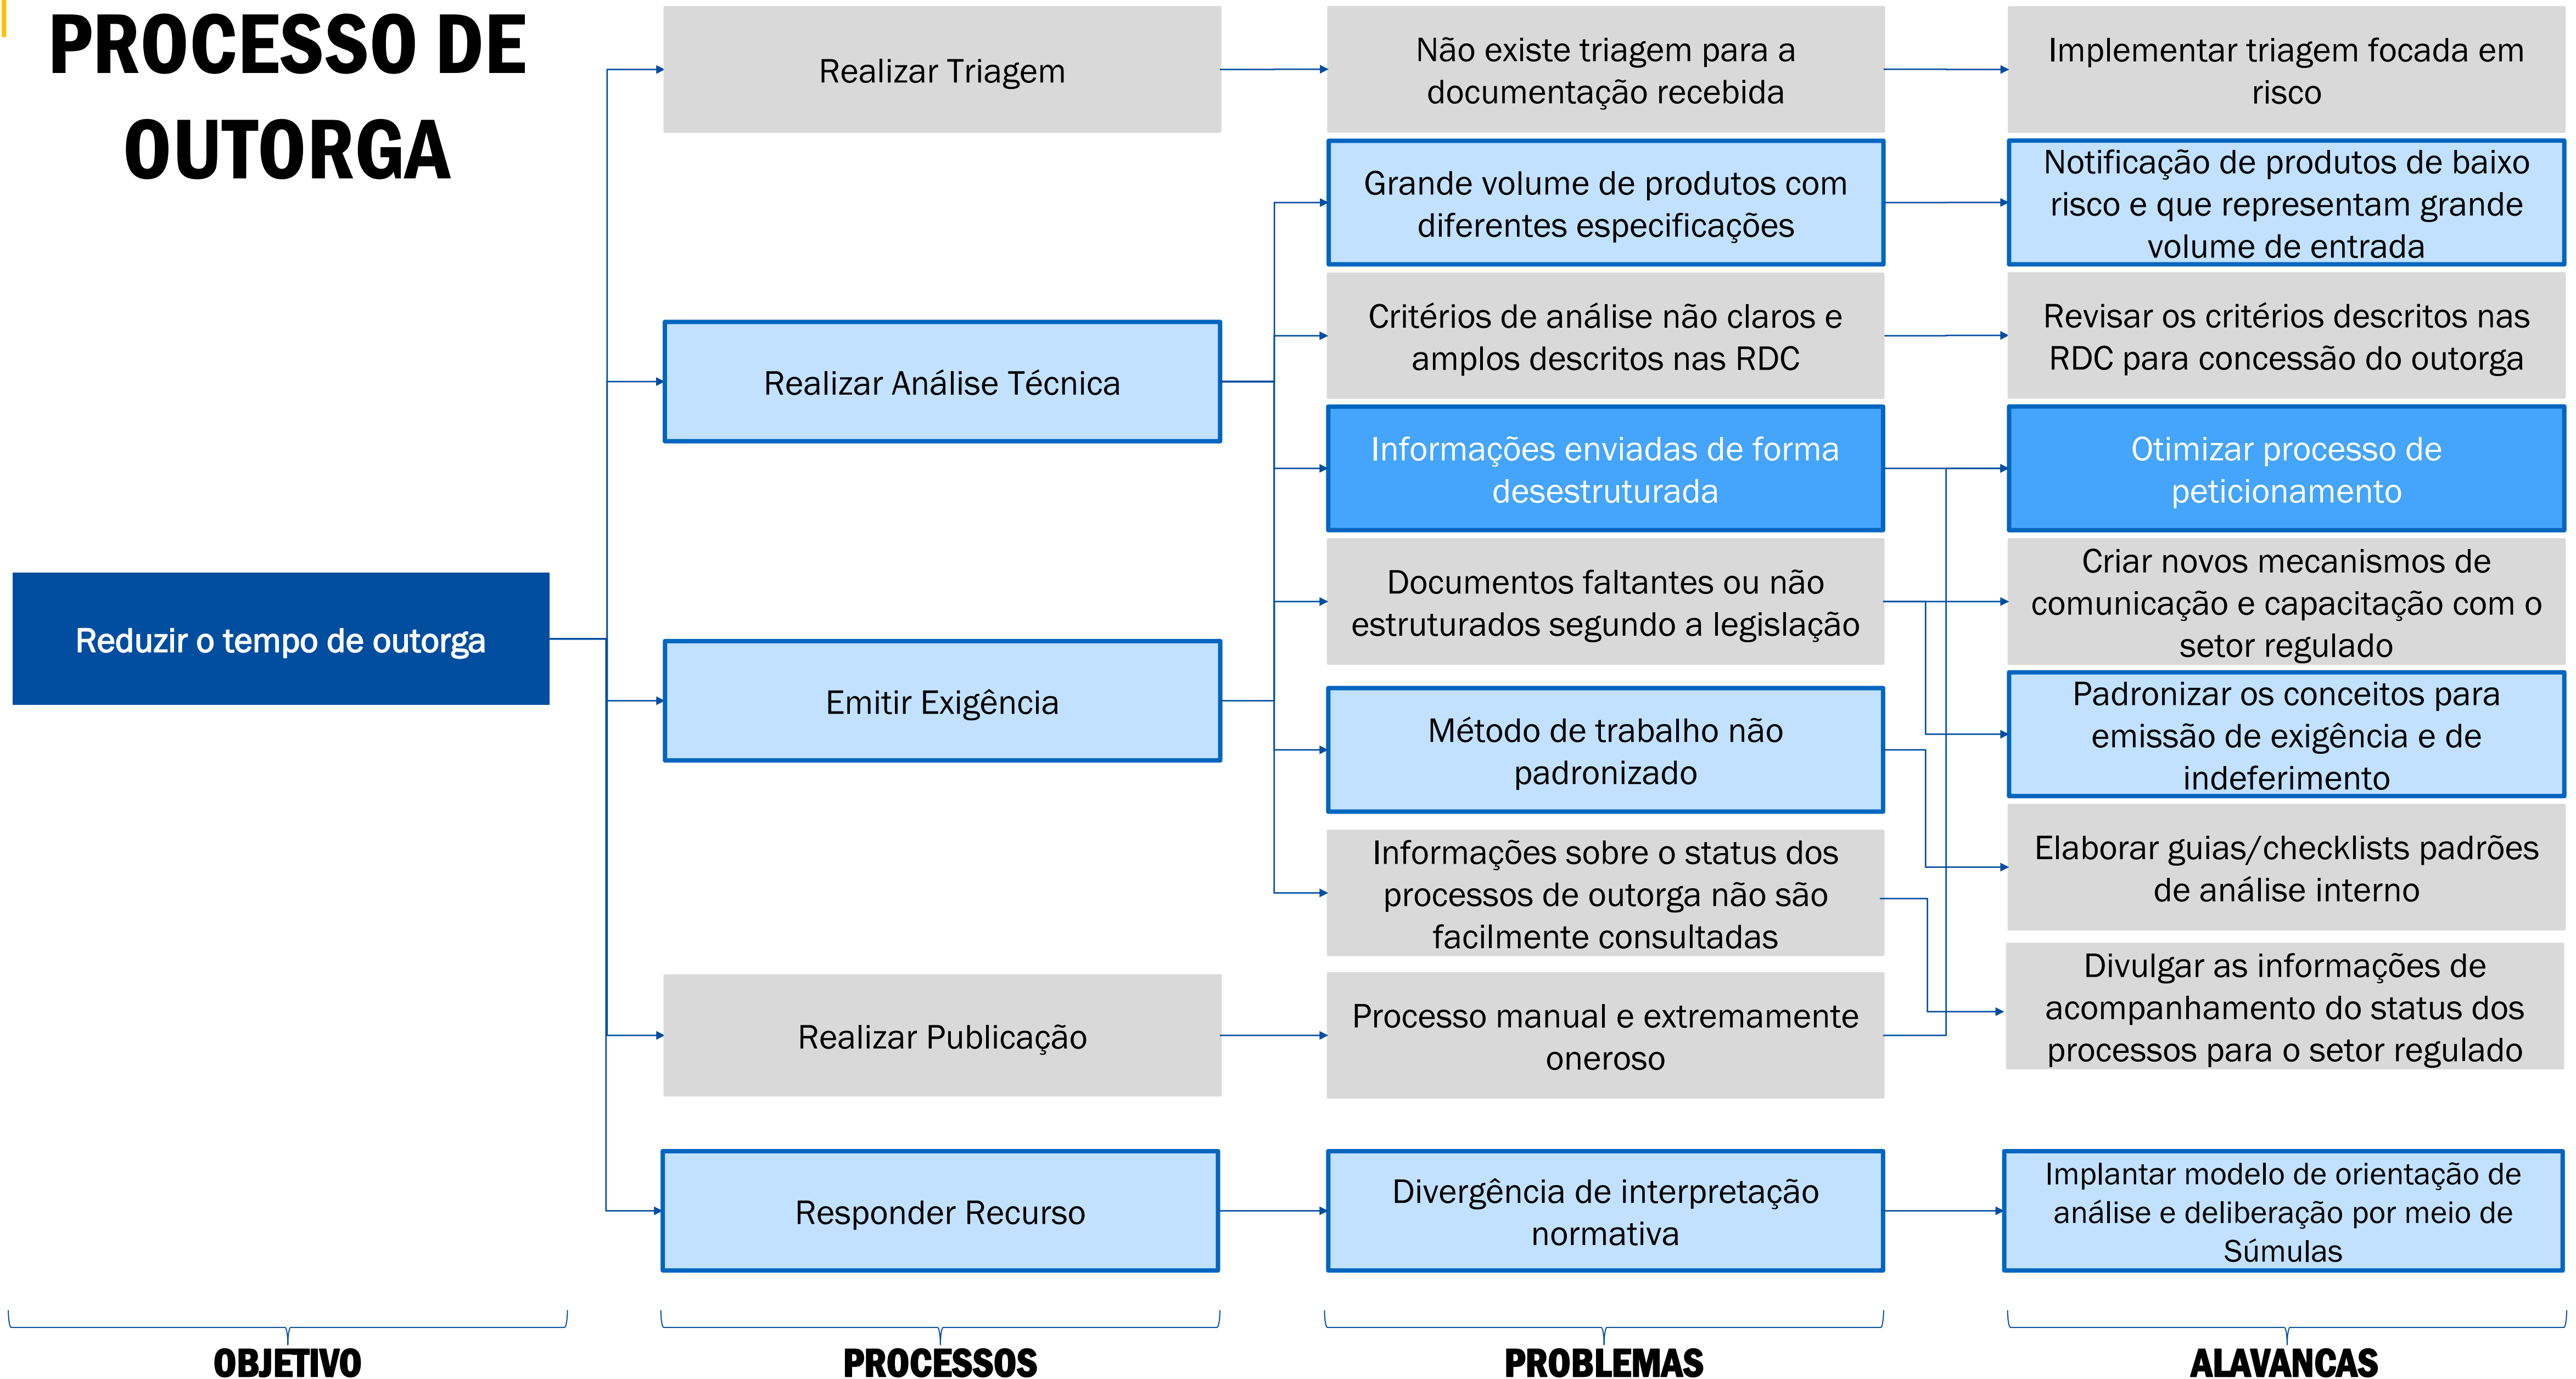 PROCESSO DE
OUTORGA
Reduzir o tempo de outorga
Realizar Triagem
Realizar Análise Técnica
Emitir Exigência
Realizar Publicação
Responder Recurso
Não existe triagem para a
documentação recebida
Grande volume de produtos com
diferentes especificações
Critérios de análise não claros e
amplos descritos nas RDC
Informações enviadas de forma
desestruturada
Documentos faltantes ou não
estruturados segundo a legislação
Método de trabalho não
padronizado
Informações sobre o status dos
processos de outorga não são
facilmente consultadas
Processo manual e extremamente
oneroso
Divergência de interpretação
normativa
Implementar triagem focada em
risco
Notificação de produtos de baixo
risco e que representam grande
volume de entrada
Revisar os critérios descritos nas
RDC para concessão do outorga
Otimizar processo de
peticionamento
Criar novos mecanismos de
comunicação e capacitação com o
setor regulado
Padronizar os conceitos para
emissão de exigência e de
indeferimento
Elaborar guias/checklists padrões
de análise interno
Divulgar as informações de
acompanhamento do status dos
processos para o setor regulado
Implantar modelo de orientação de
análise e deliberação por meio de
Súmulas
OBJETIVO
PROCESSOS
PROBLEMAS
ALAVANCAS